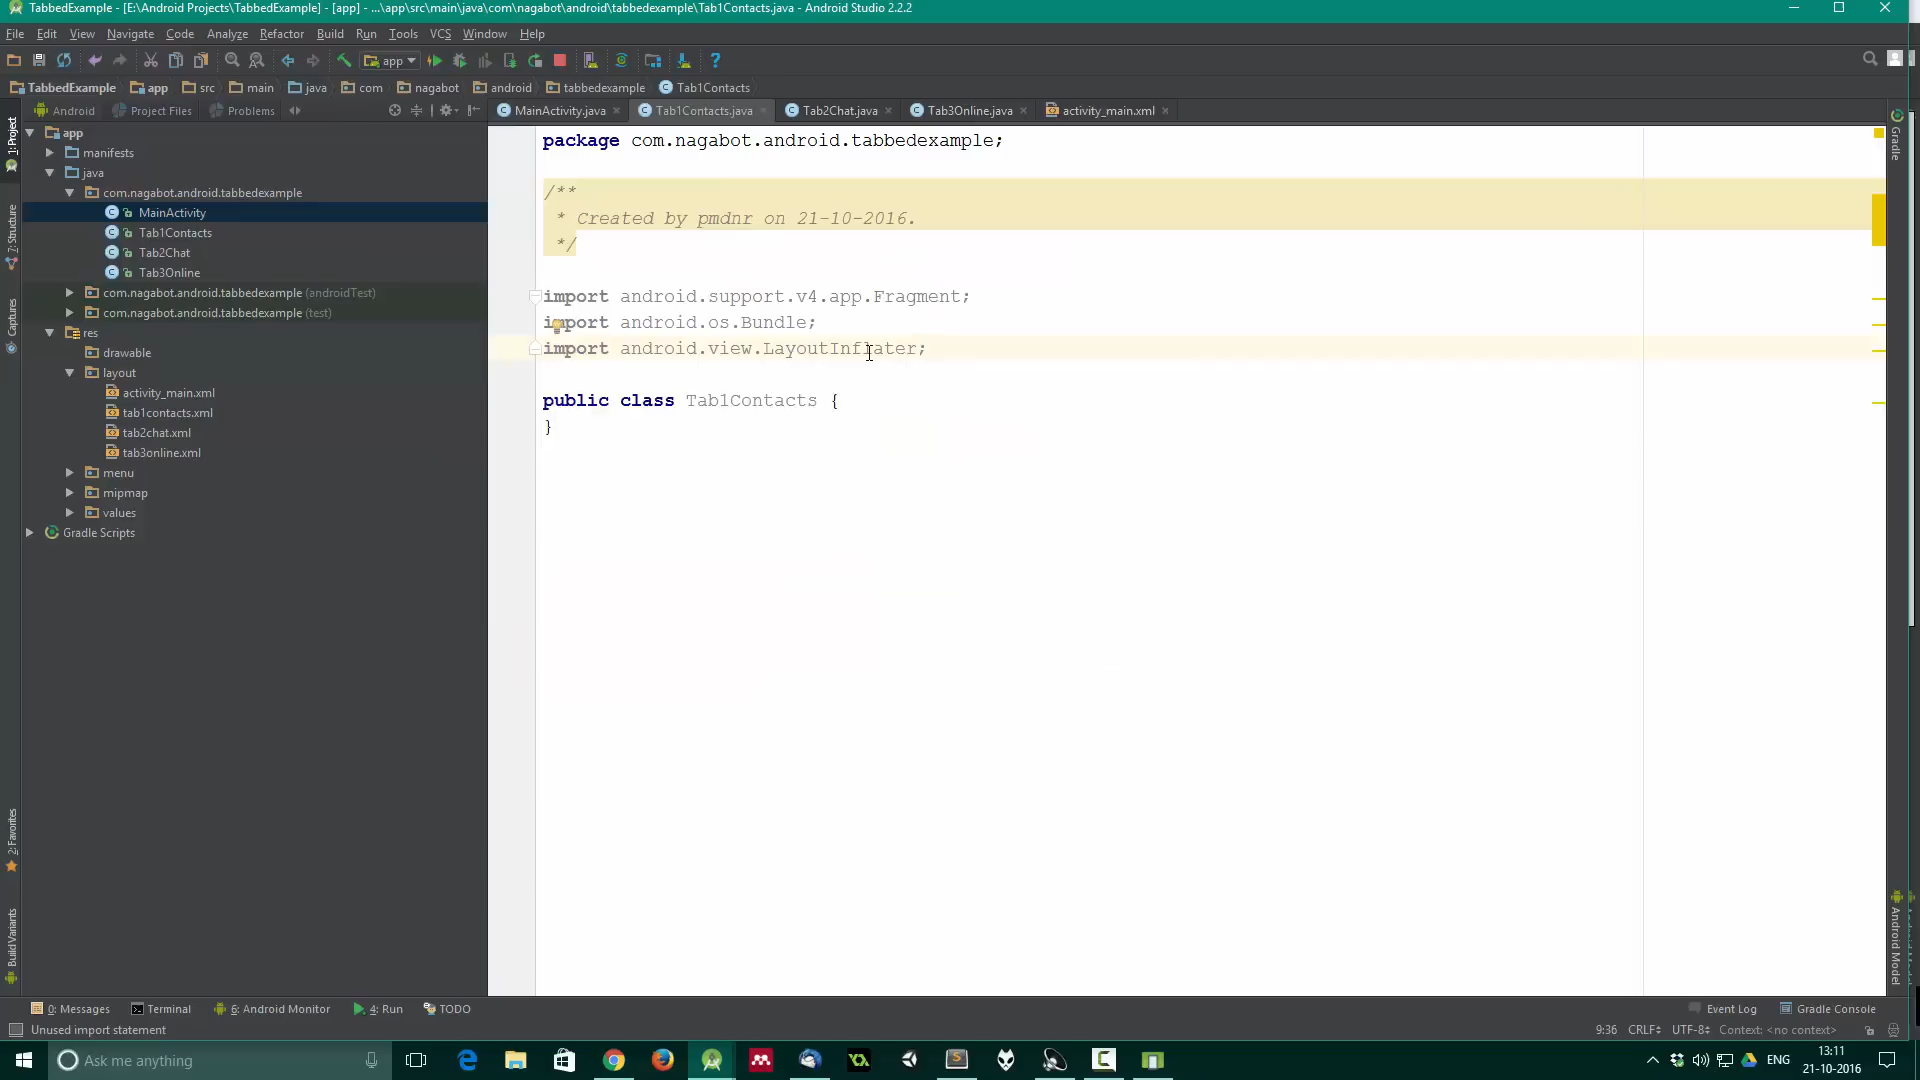 TabbedExample - [E:\Android Projects\TabbedExample] - [app] - ...\app\src\main\java\com\nagabot\android\tabbedexample\Tab1Contacts.java - Android Studio 2.2.2
File Edit View Navigate Code Analyze Refactor Build Run Tools VCS Window Help
app
TabbedExample app src main java com nagabot android tabbedexample Tab1Contacts
Android Project Files Problems
MainActivity.java Tab1Contacts.java Tab2Chat.java Tab3Online.java activity_main.xml
1: Project
7: Structure
Captures
2: Favorites
Build Variants
app
manifests
java
com.nagabot.android.tabbedexample
MainActivity
Tab1Contacts
Tab2Chat
Tab3Online
com.nagabot.android.tabbedexample (androidTest)
com.nagabot.android.tabbedexample (test)
res
drawable
layout
activity_main.xml
tab1contacts.xml
tab2chat.xml
tab3online.xml
menu
mipmap
values
Gradle Scripts
package com.nagabot.android.tabbedexample;
/**
* Created by pmdnr on 21-10-2016.
*/
import android.support.v4.app.Fragment;
import android.os.Bundle;
import android.view.LayoutInflater;
public class Tab1Contacts {
}
Gradle
Android Model
0: Messages Terminal 6: Android Monitor 4: Run TODO Event Log Gradle Console
Unused import statement 9:36 CRLF UTF-8 Context: <no context>
Ask me anything
ENG
13:11
21-10-2016